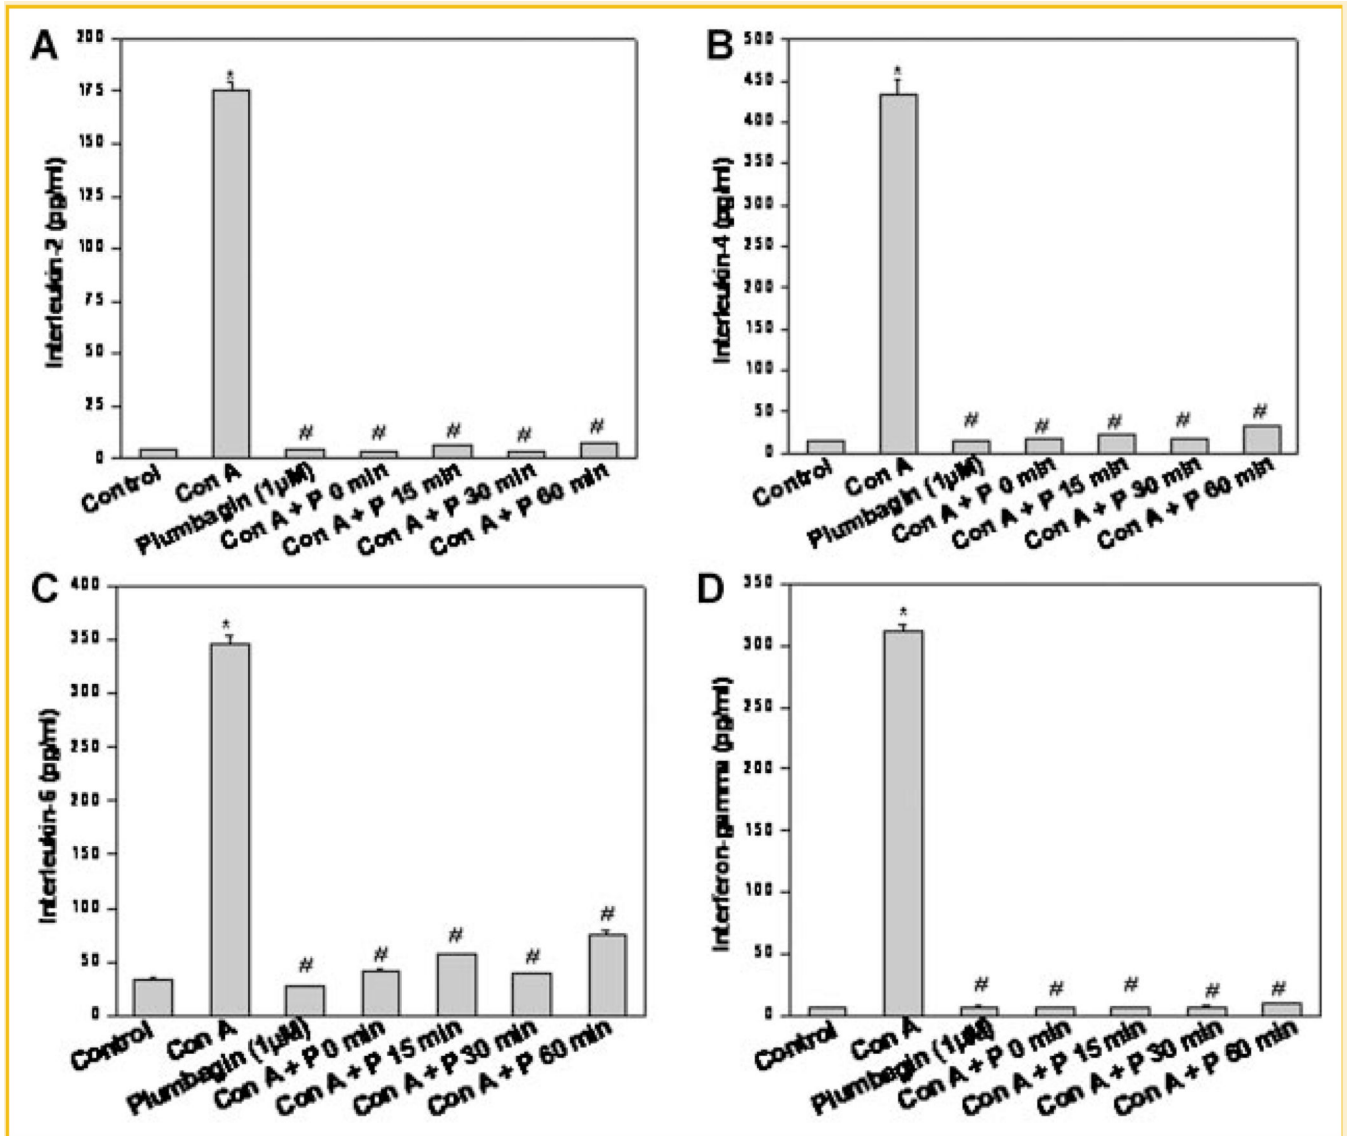 A
200
175
150
125
100
75
50
25
0
Interleukin-2 (pg/ml)
*
#
#
#
#
#
Control
Con A
Plumbagin (1µM)
Con A + P 0 min
Con A + P 15 min
Con A + P 30 min
Con A + P 60 min
B
500
450
400
350
300
250
200
150
100
50
0
Interleukin-4 (pg/ml)
*
#
#
#
#
#
Control
Con A
Plumbagin (1µM)
Con A + P 0 min
Con A + P 15 min
Con A + P 30 min
Con A + P 60 min
C
400
350
300
250
200
150
100
50
0
Interleukin-6 (pg/ml)
*
#
#
#
#
#
Control
Con A
Plumbagin (1µM)
Con A + P 0 min
Con A + P 15 min
Con A + P 30 min
Con A + P 60 min
D
350
300
250
200
150
100
50
0
Interferon-gamma (pg/ml)
*
#
#
#
#
#
Control
Con A
Plumbagin (1µM)
Con A + P 0 min
Con A + P 15 min
Con A + P 30 min
Con A + P 60 min